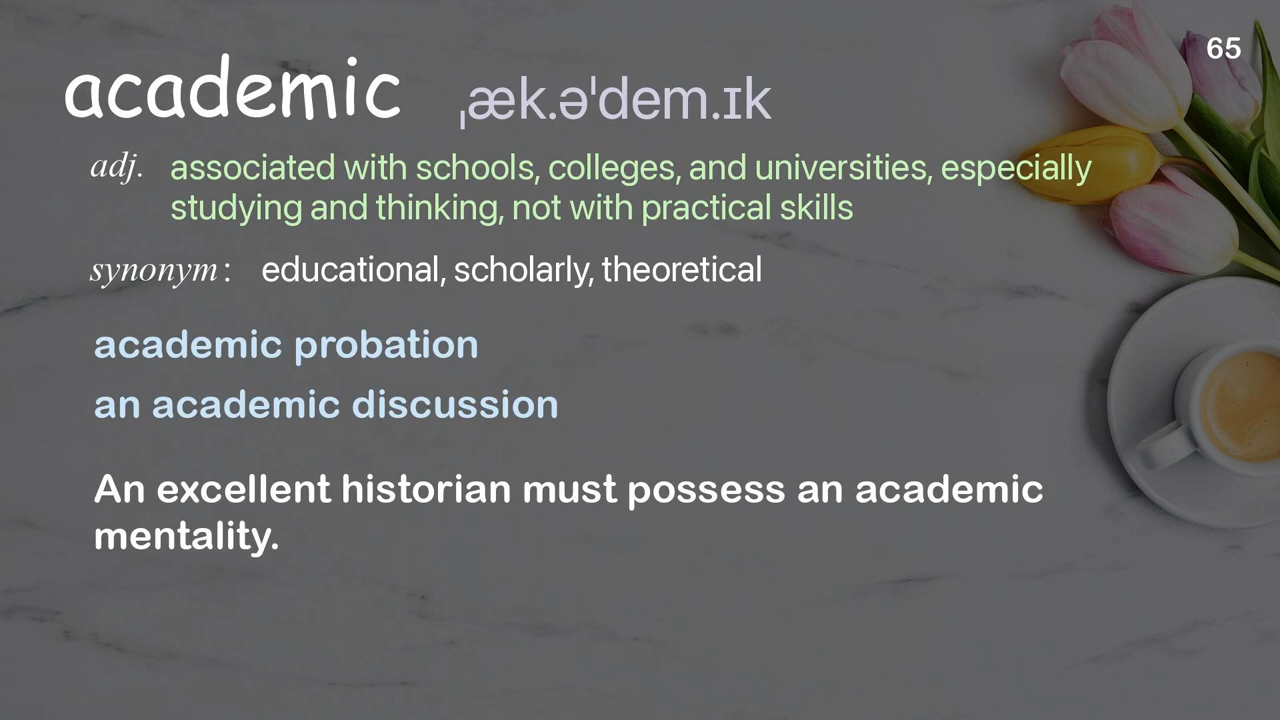 65
academic ˌæk.əˈdem.ɪk
adj. associated with schools, colleges, and universities, especially
studying and thinking, not with practical skills
synonym: educational, scholarly, theoretical
academic probation
an academic discussion
An excellent historian must possess an academic
mentality.